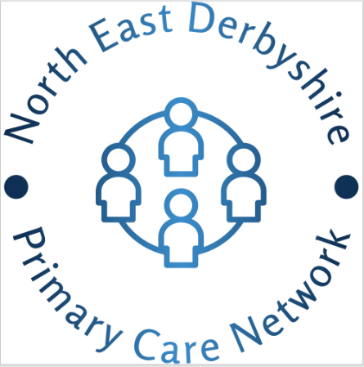 North East Derbyshire
Primary Care Network